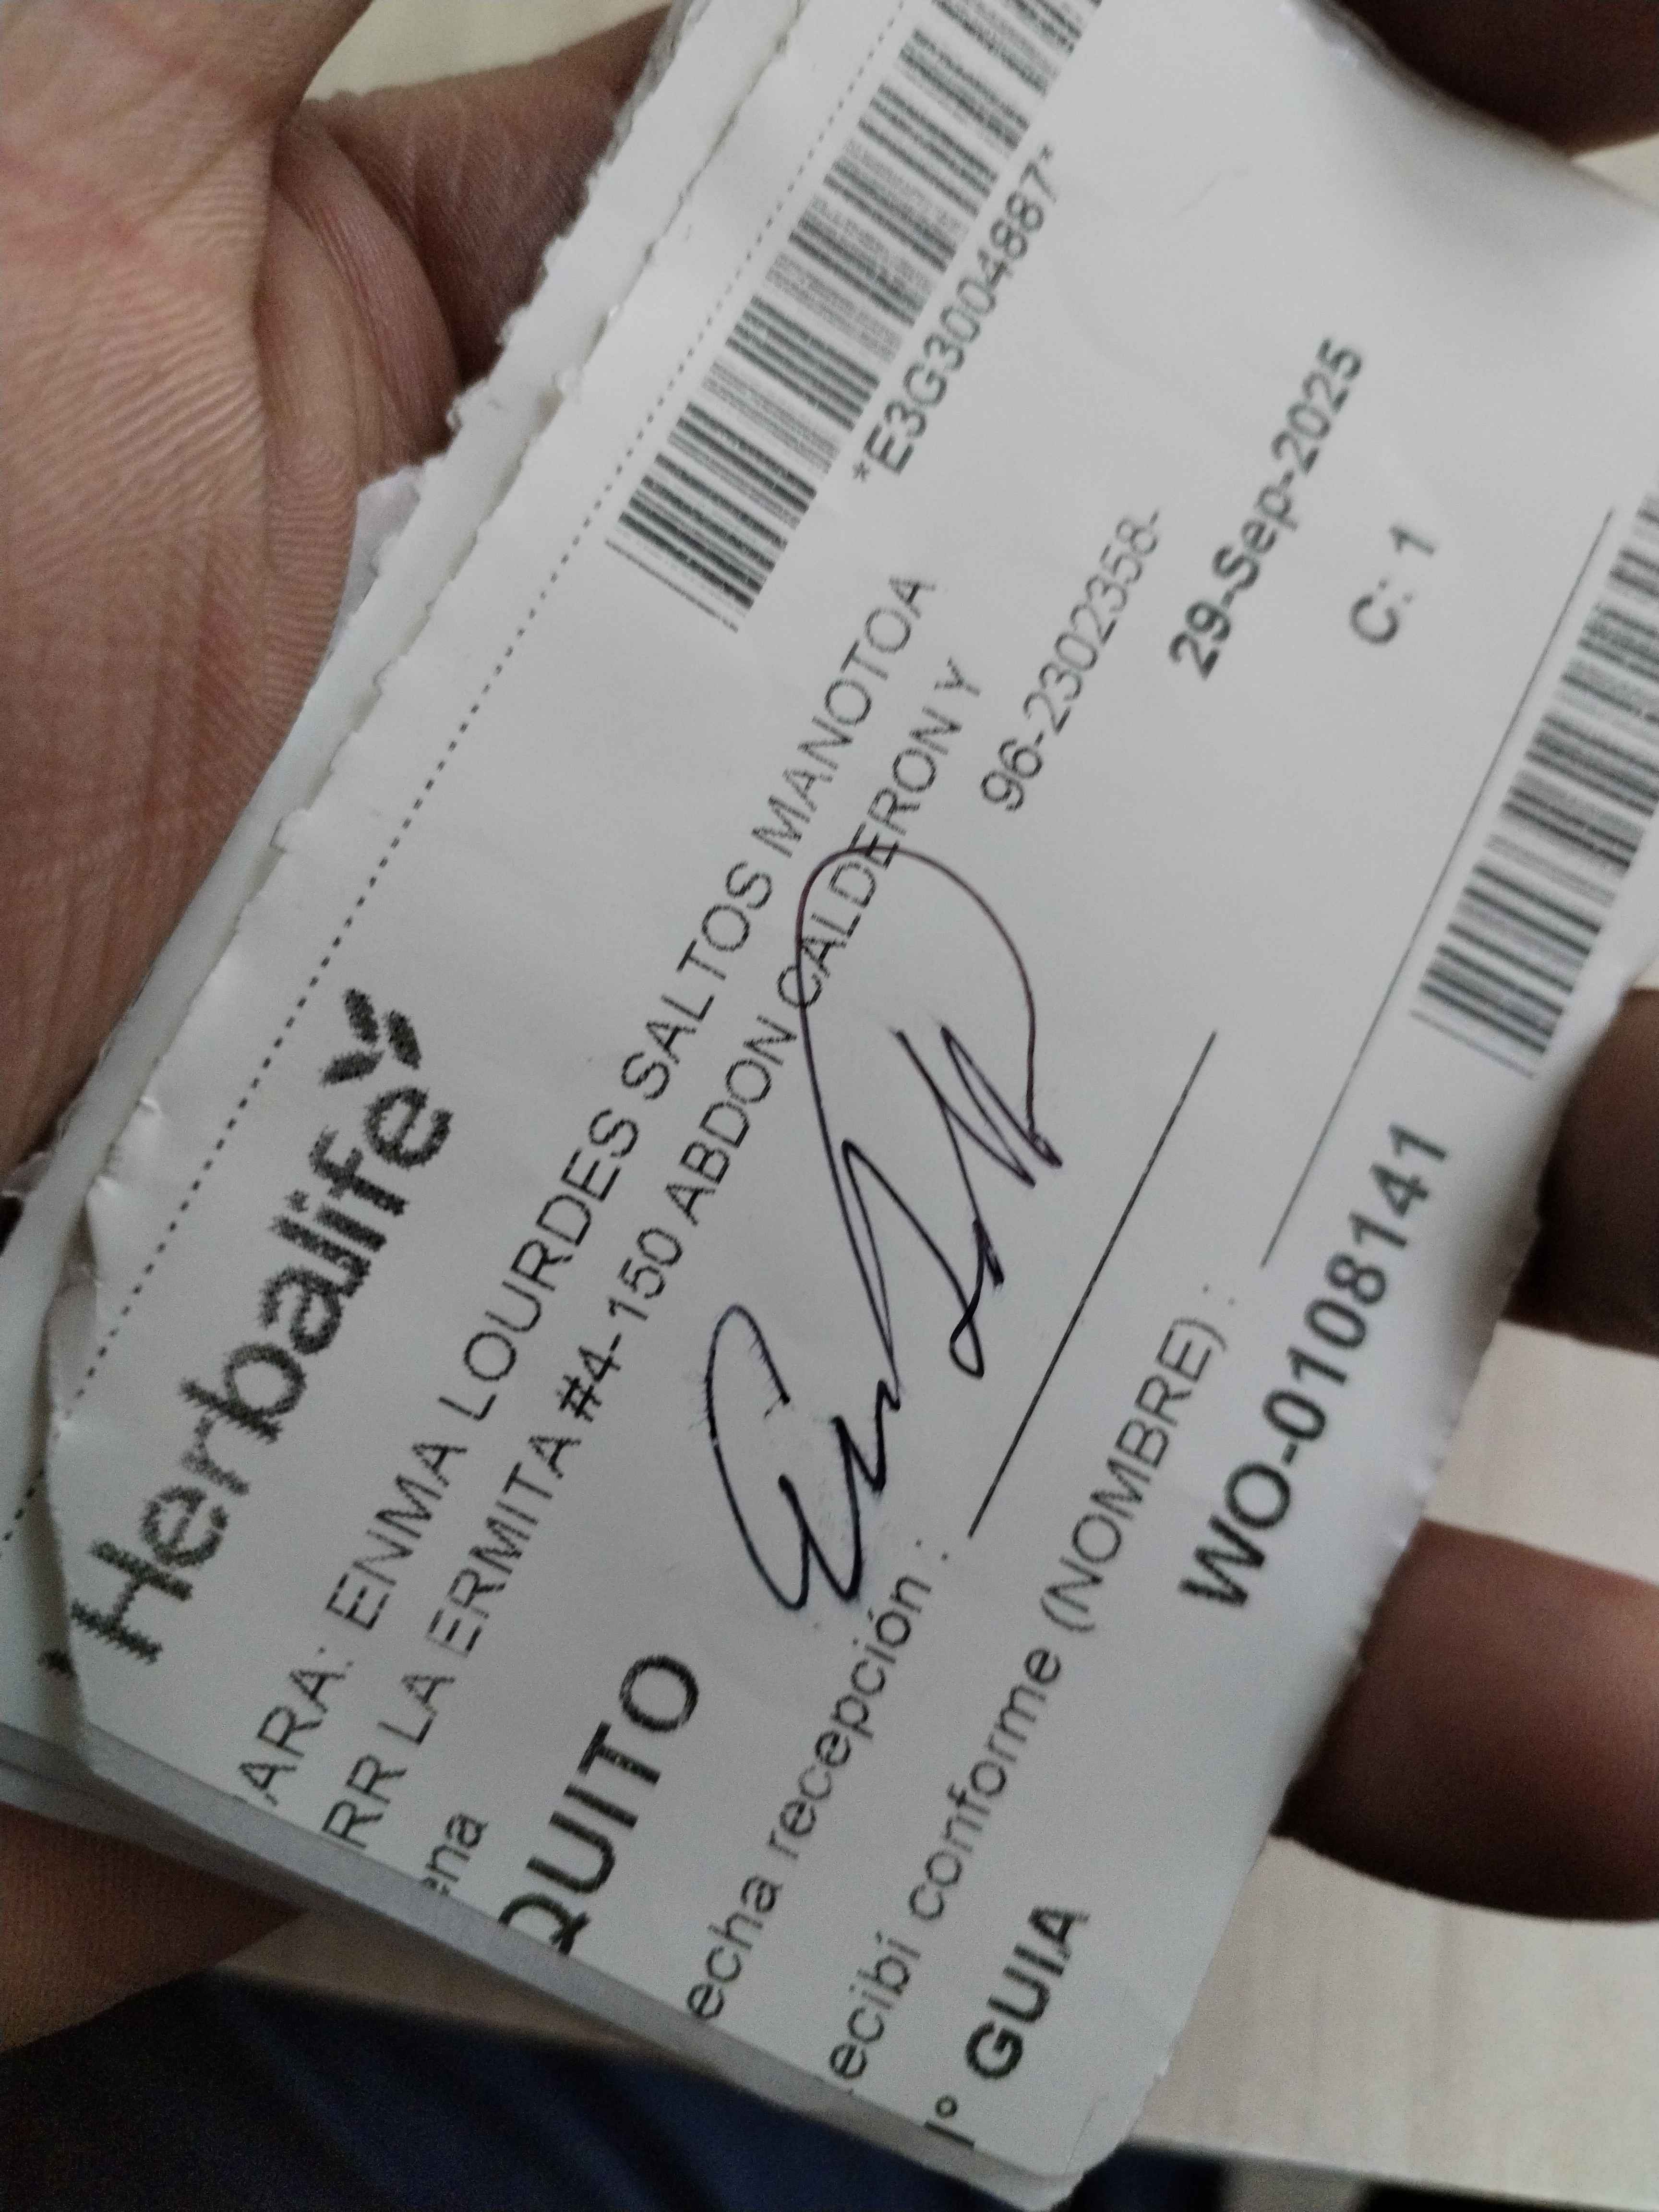 Herbalife
*E3G3004887*
ARA: ENMA LOURDES SALTOS MANOTOA
RR LA ERMITA #4-150 ABDON CALDERON Y
ena
96-2302358-
QUITO
29-Sep-2025
echa recepción :
C: 1
ecibí conforme (NOMBRE) :
° GUIA
WO-0108141